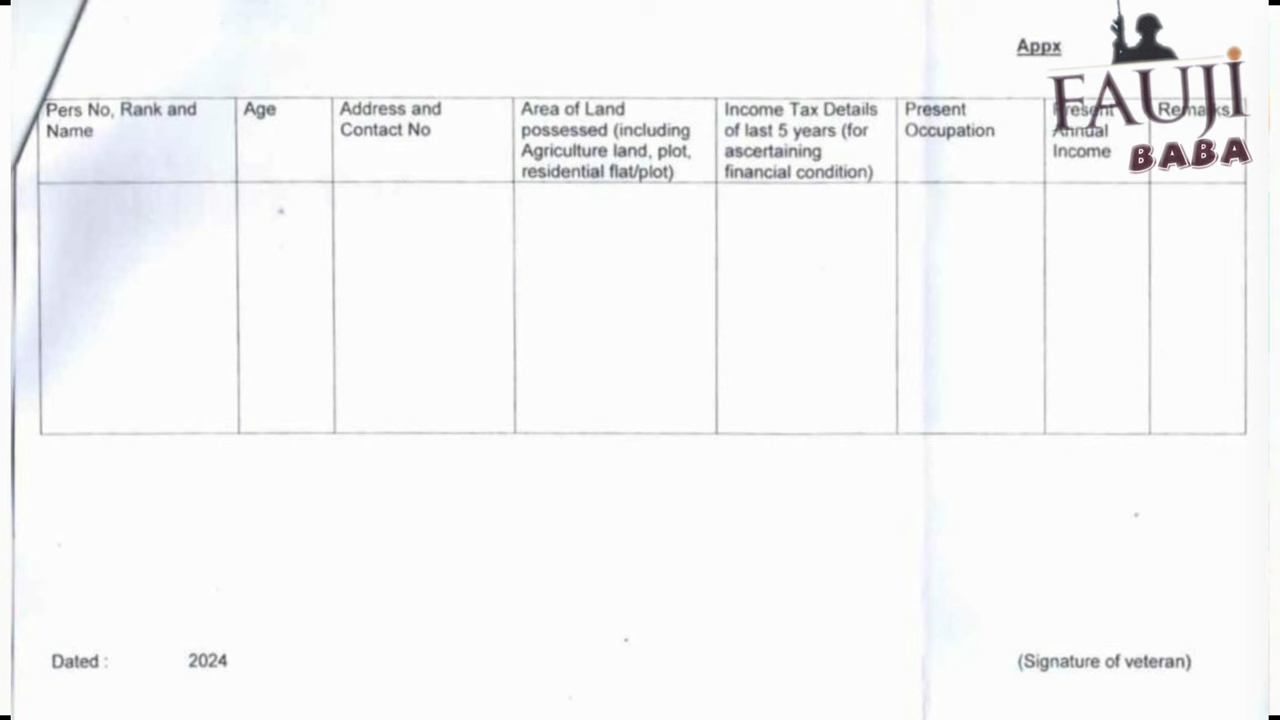 Appx
FAUJI
BABA
Pers No, Rank and
Name
Age
Address and
Contact No
Area of Land
possessed (including
Agriculture land, plot,
residential flat/plot)
Income Tax Details
of last 5 years (for
ascertaining
financial condition)
Present
Occupation
Present
Annual
Income
Remarks
Dated : 2024
(Signature of veteran)